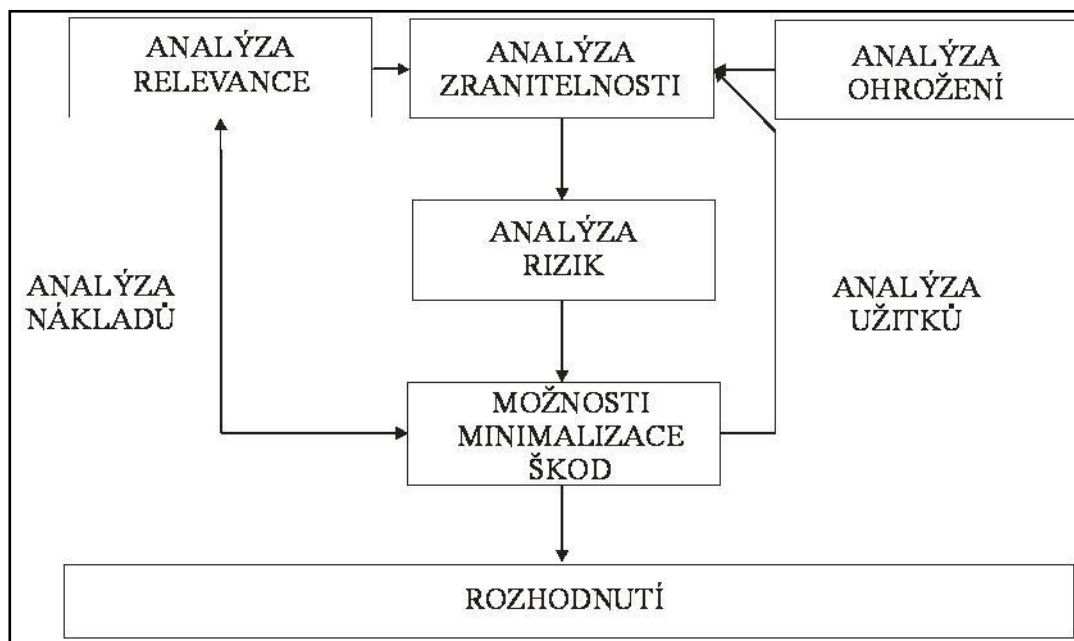 ANALÝZA
RELEVANCE
ANALÝZA
ZRANITELNOSTI
ANALÝZA
OHROŽENÍ
ANALÝZA
RIZIK
ANALÝZA
NÁKLADŮ
ANALÝZA
UŽITKŮ
MOŽNOSTI
MINIMALIZACE
ŠKOD
ROZHODNUTÍ